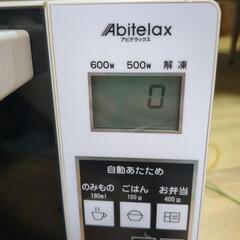 Abitelax
アビテラックス
600W 500W 解凍
0
自動あたため
のみもの ごはん お弁当
180ml 150g 400g